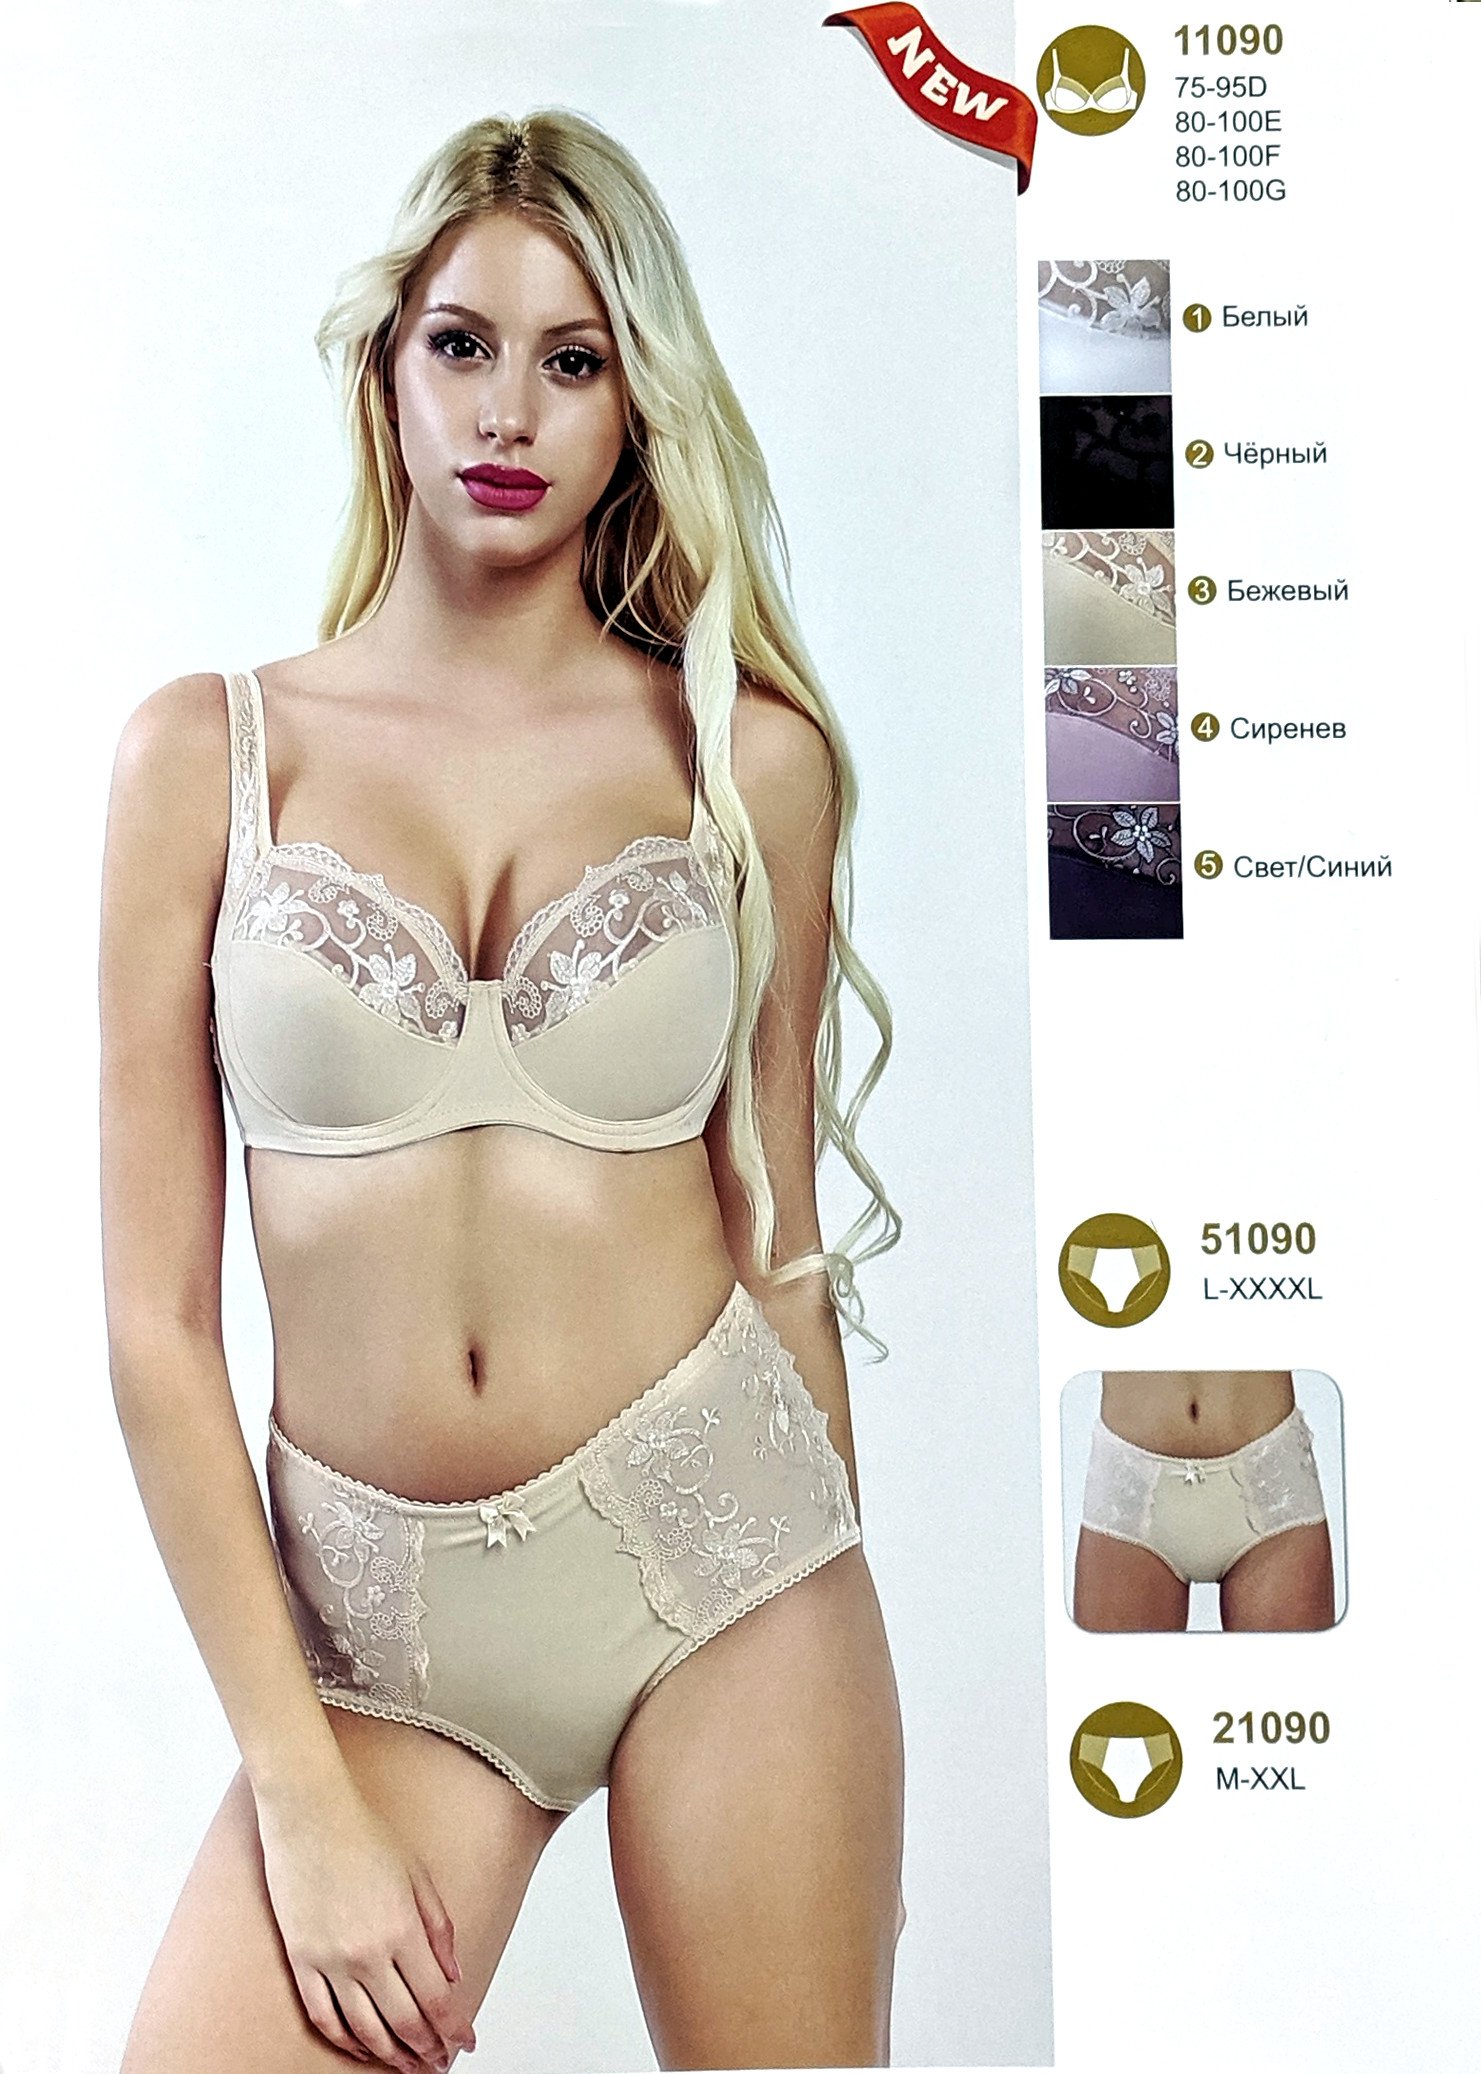 NEW
11090
75-95D
80-100E
80-100F
80-100G
1 Белый
2 Чёрный
3 Бежевый
4 Сиренев
5 Свет/Синий
51090
L-XXXXL
21090
M-XXL